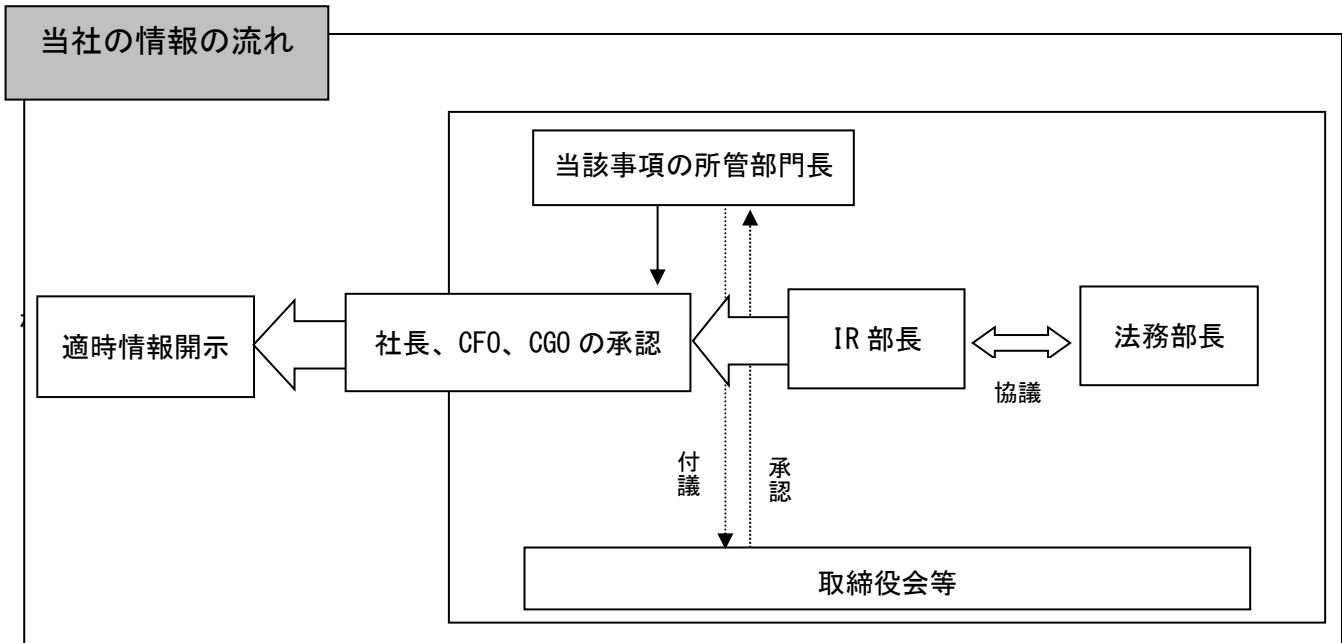 当社の情報の流れ
当該事項の所管部門長
適時情報開示
社長、CFO、CGO の承認
IR 部長
法務部長
協議
付議
承認
取締役会等